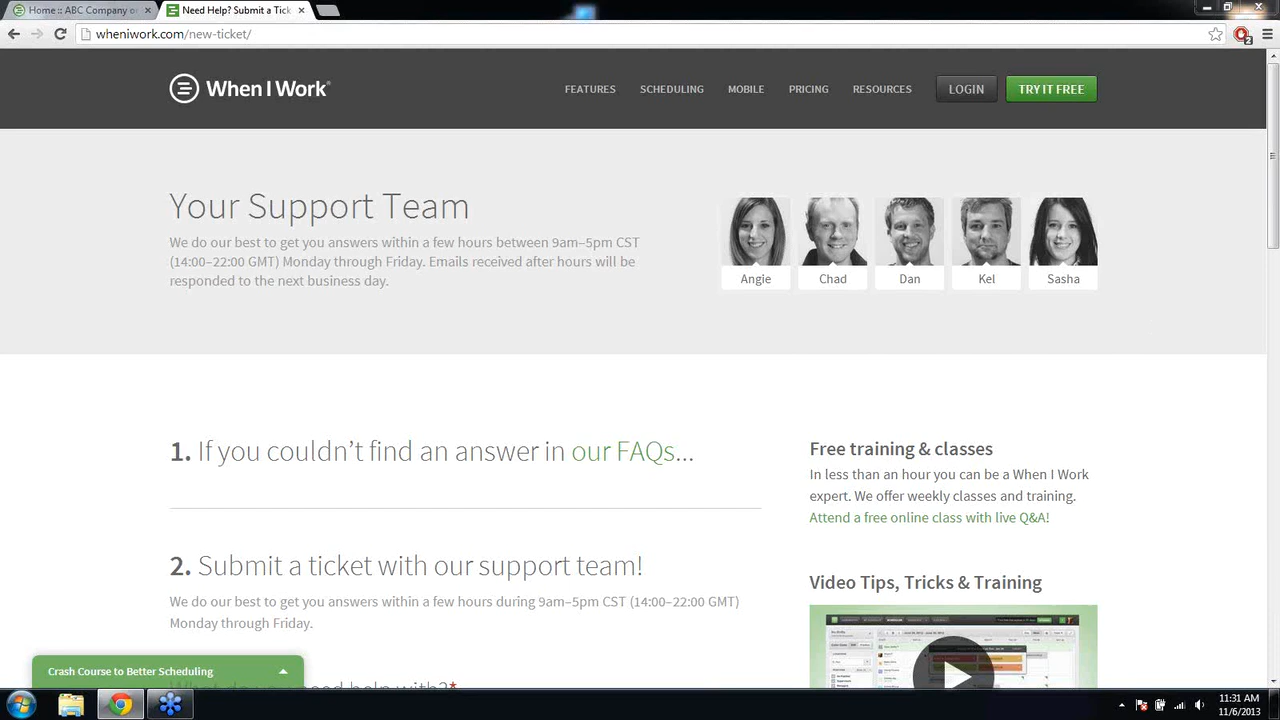 Home :: ABC Company or
Need Help? Submit a Tick
wheniwork.com/new-ticket/
2
When I Work
FEATURES
SCHEDULING
MOBILE
PRICING
RESOURCES
LOGIN
TRY IT FREE
Your Support Team
We do our best to get you answers within a few hours between 9am–5pm CST
(14:00–22:00 GMT) Monday through Friday. Emails received after hours will be
responded to the next business day.
Angie
Chad
Dan
Kel
Sasha
1. If you couldn’t find an answer in our FAQs...
2. Submit a ticket with our support team!
We do our best to get you answers within a few hours during 9am–5pm CST (14:00–22:00 GMT)
Monday through Friday.
Free training & classes
In less than an hour you can be a When I Work
expert. We offer weekly classes and training.
Attend a free online class with live Q&A!
Video Tips, Tricks & Training
Crash Course to Easy Scheduling
11:31 AM
11/6/2013